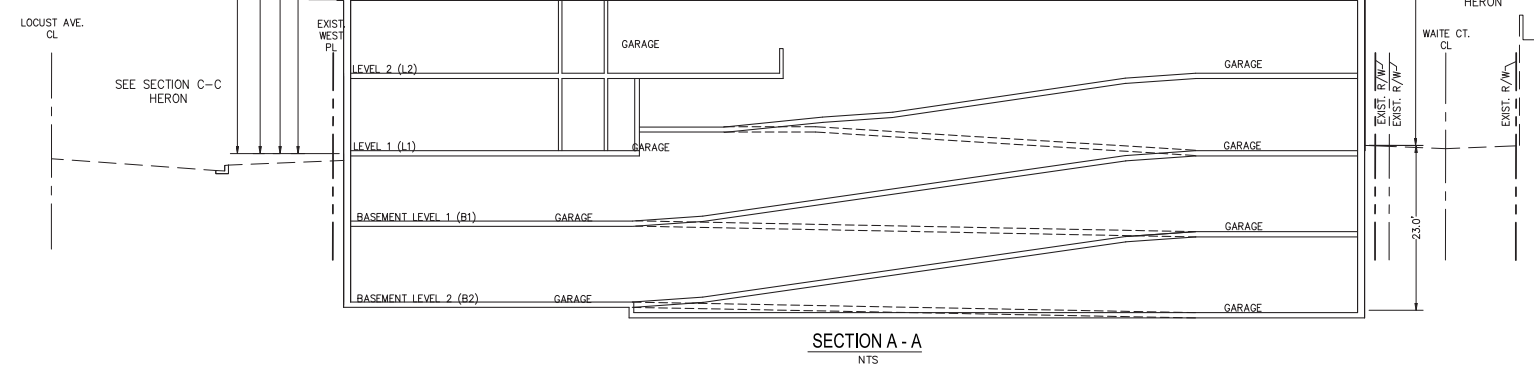 HERON
LOCUST AVE.
CL
EXIST.
WEST
PL
GARAGE
WAITE CT.
CL
LEVEL 2 (L2)
GARAGE
SEE SECTION C-C
HERON
EXIST. R/W
EXIST. R/W
EXIST. R/W
LEVEL 1 (L1)
GARAGE
GARAGE
BASEMENT LEVEL 1 (B1)
GARAGE
GARAGE
23.0'
BASEMENT LEVEL 2 (B2)
GARAGE
GARAGE
SECTION A - A
NTS